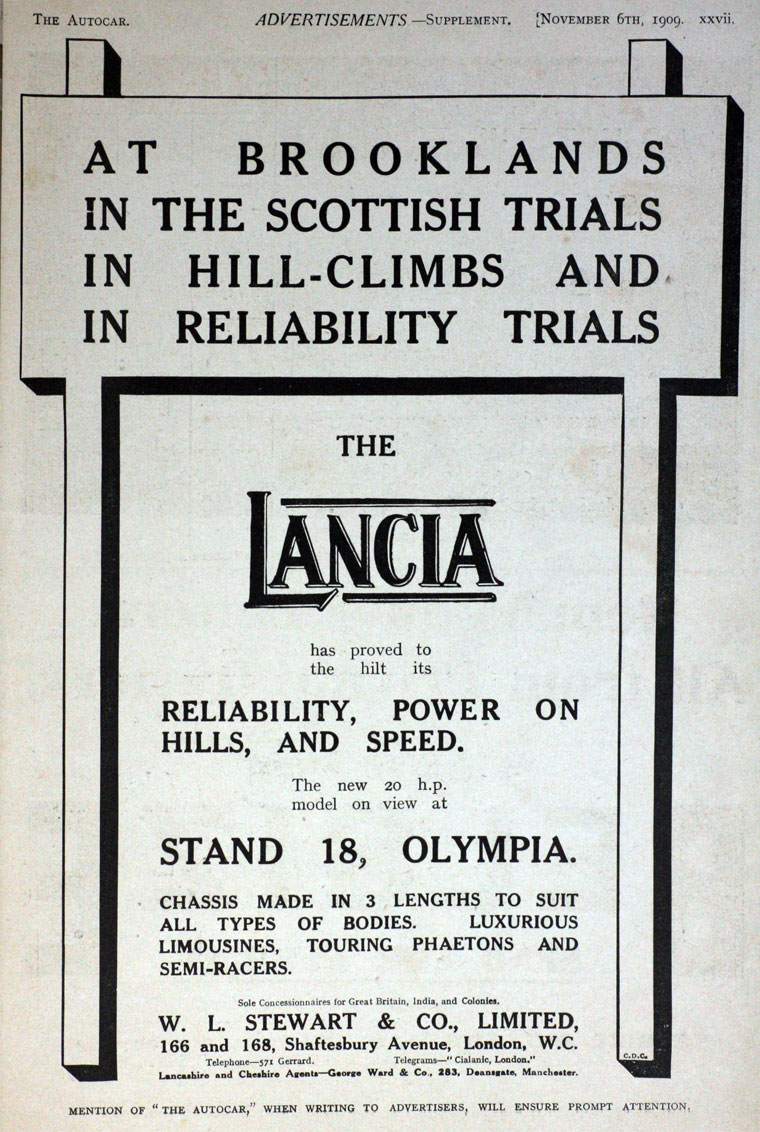 THE AUTOCAR. ADVERTISEMENTS—SUPPLEMENT. [NOVEMBER 6TH, 1909. xxvii.
AT BROOKLANDS
IN THE SCOTTISH TRIALS
IN HILL-CLIMBS AND
IN RELIABILITY TRIALS
THE
LANCIA
has proved to
the hilt its
RELIABILITY, POWER ON
HILLS, AND SPEED.
The new 20 h.p.
model on view at
STAND 18, OLYMPIA.
CHASSIS MADE IN 3 LENGTHS TO SUIT
ALL TYPES OF BODIES. LUXURIOUS
LIMOUSINES, TOURING PHAETONS AND
SEMI-RACERS.
Sole Concessionnaires for Great Britain, India, and Colonies.
W. L. STEWART & CO., LIMITED,
166 and 168, Shaftesbury Avenue, London, W.C.
Telephone—571 Gerrard. Telegrams—"Cialanic, London."
Lancashire and Cheshire Agents—George Ward & Co., 283, Deansgate, Manchester.
C.D.C.
MENTION OF "THE AUTOCAR," WHEN WRITING TO ADVERTISERS, WILL ENSURE PROMPT ATTENTION.